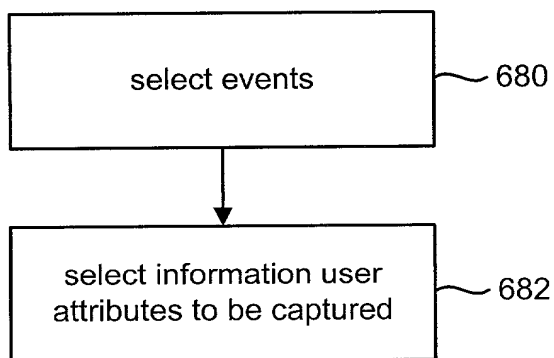 select events
680
select information user
attributes to be captured
682